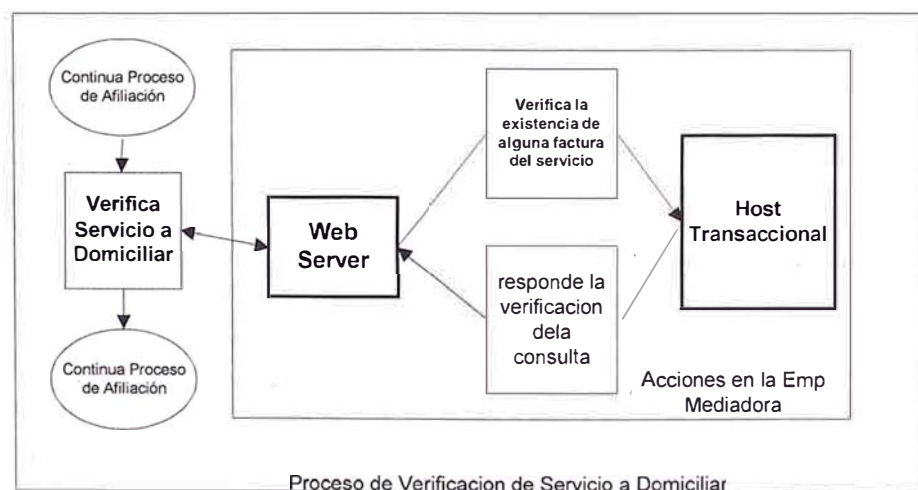 Continua Proceso
de Afiliación
Verifica
Servicio a
Domiciliar
Continua Proceso
de Afiliación
Web
Server
Verifica la
existencia de
alguna factura
del servicio
responde la
verificacion
dela
consulta
Host
Transaccional
Acciones en la Emp
Mediadora
Proceso de Verificacion de Servicio a Domiciliar